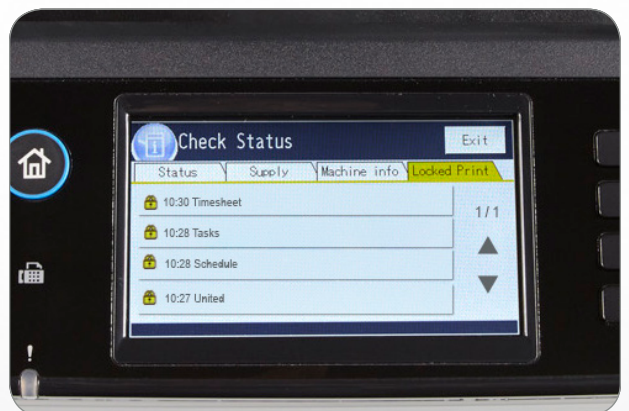 Check Status
Exit
Status
Supply
Machine info
Locked Print
10:30 Timesheet
1/1
10:28 Tasks
10:28 Schedule
10:27 United
!